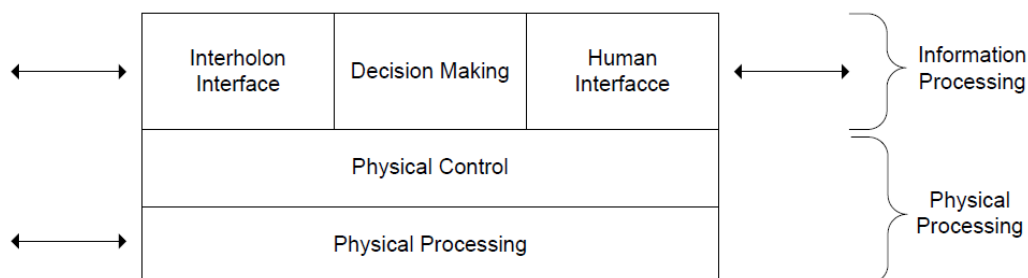 Interholon
Interface
Decision Making
Human
Interfacce
Information
Processing
Physical Control
Physical
Processing
Physical Processing